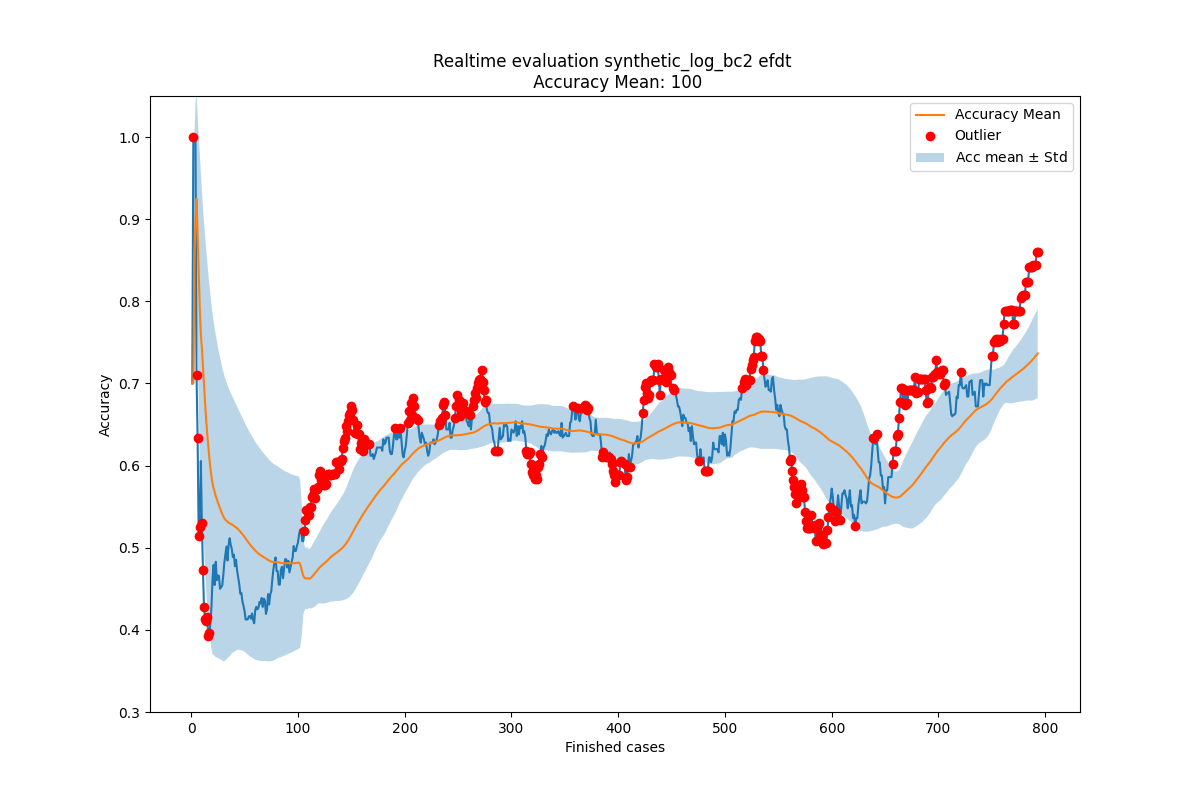 Realtime evaluation synthetic_log_bc2 efdt
Accuracy Mean: 100
Accuracy Mean
Outlier
Acc mean ± Std
1.0
0.9
0.8
0.7
0.6
0.5
0.4
0.3
Accuracy
0
100
200
300
400
500
600
700
800
Finished cases